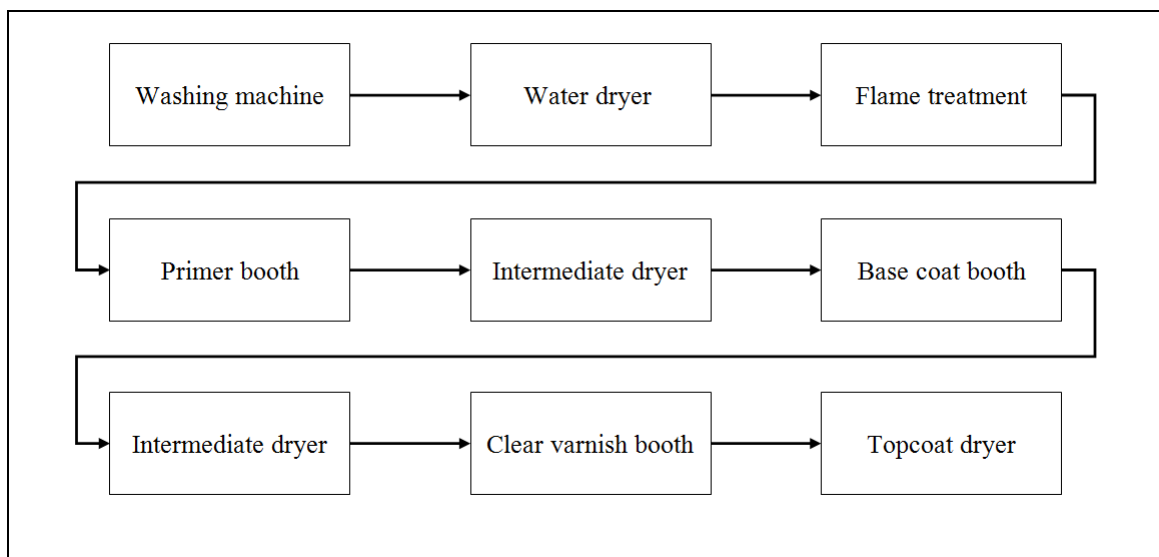 Washing machine
Water dryer
Flame treatment
Primer booth
Intermediate dryer
Base coat booth
Intermediate dryer
Clear varnish booth
Topcoat dryer